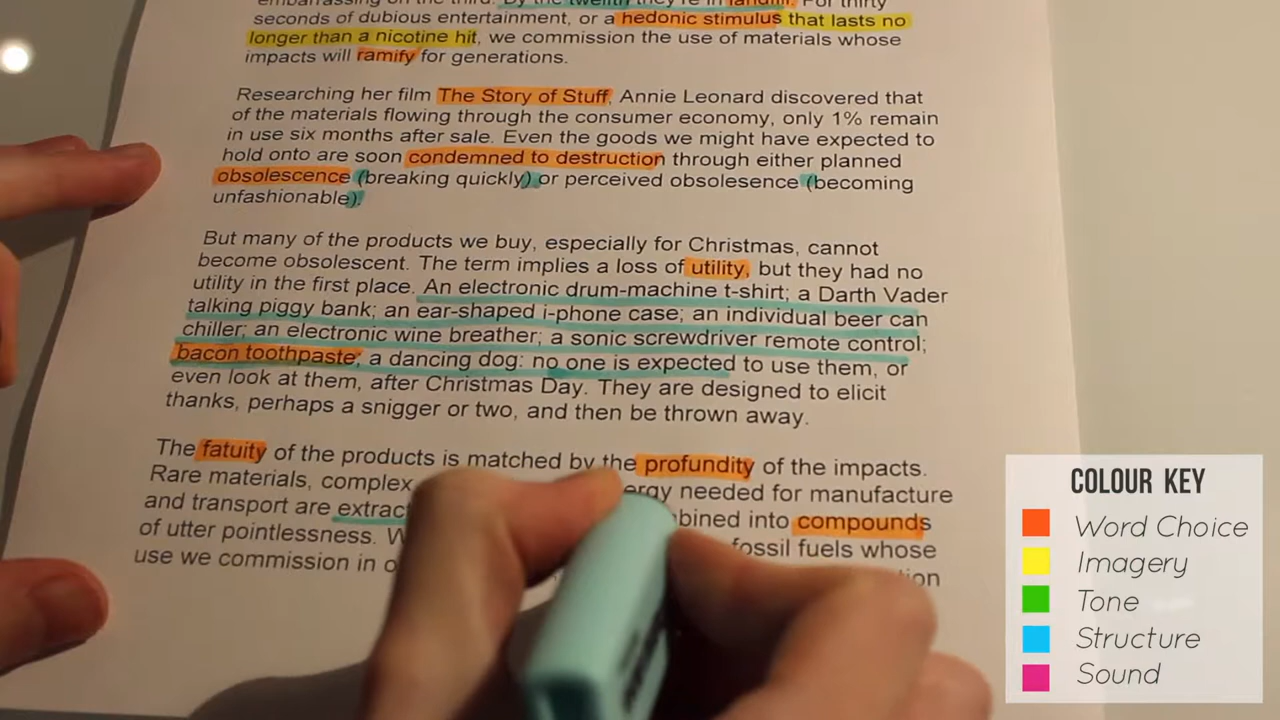 By the twelfth they're in landfill. For thirty
seconds of dubious entertainment, or a hedonic stimulus that lasts no
longer than a nicotine hit, we commission the use of materials whose
impacts will ramify for generations.
Researching her film The Story of Stuff, Annie Leonard discovered that
of the materials flowing through the consumer economy, only 1% remain
in use six months after sale. Even the goods we might have expected to
hold onto are soon condemned to destruction through either planned
obsolescence (breaking quickly) or perceived obsolesence (becoming
unfashionable).
But many of the products we buy, especially for Christmas, cannot
become obsolescent. The term implies a loss of utility, but they had no
utility in the first place. An electronic drum-machine t-shirt; a Darth Vader
talking piggy bank; an ear-shaped i-phone case; an individual beer can
chiller; an electronic wine breather; a sonic screwdriver remote control;
bacon toothpaste; a dancing dog: no one is expected to use them, or
even look at them, after Christmas Day. They are designed to elicit
thanks, perhaps a snigger or two, and then be thrown away.
The fatuity of the products is matched by the profundity of the impacts.
Rare materials, complex needed for manufacture
and transport are into compounds
of utter pointlessness. fossil fuels whose
use we commission in
COLOUR KEY
Word Choice
Imagery
Tone
Structure
Sound